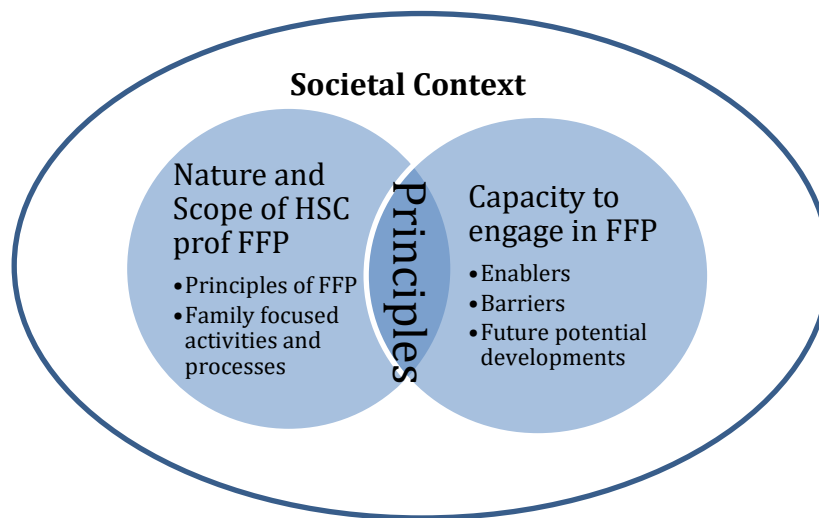 Societal Context
Nature and
Scope of HSC
prof FFP
•Principles of FFP
•Family focused
activities and
processes
Principles
Capacity to
engage in FFP
•Enablers
•Barriers
•Future potential
developments